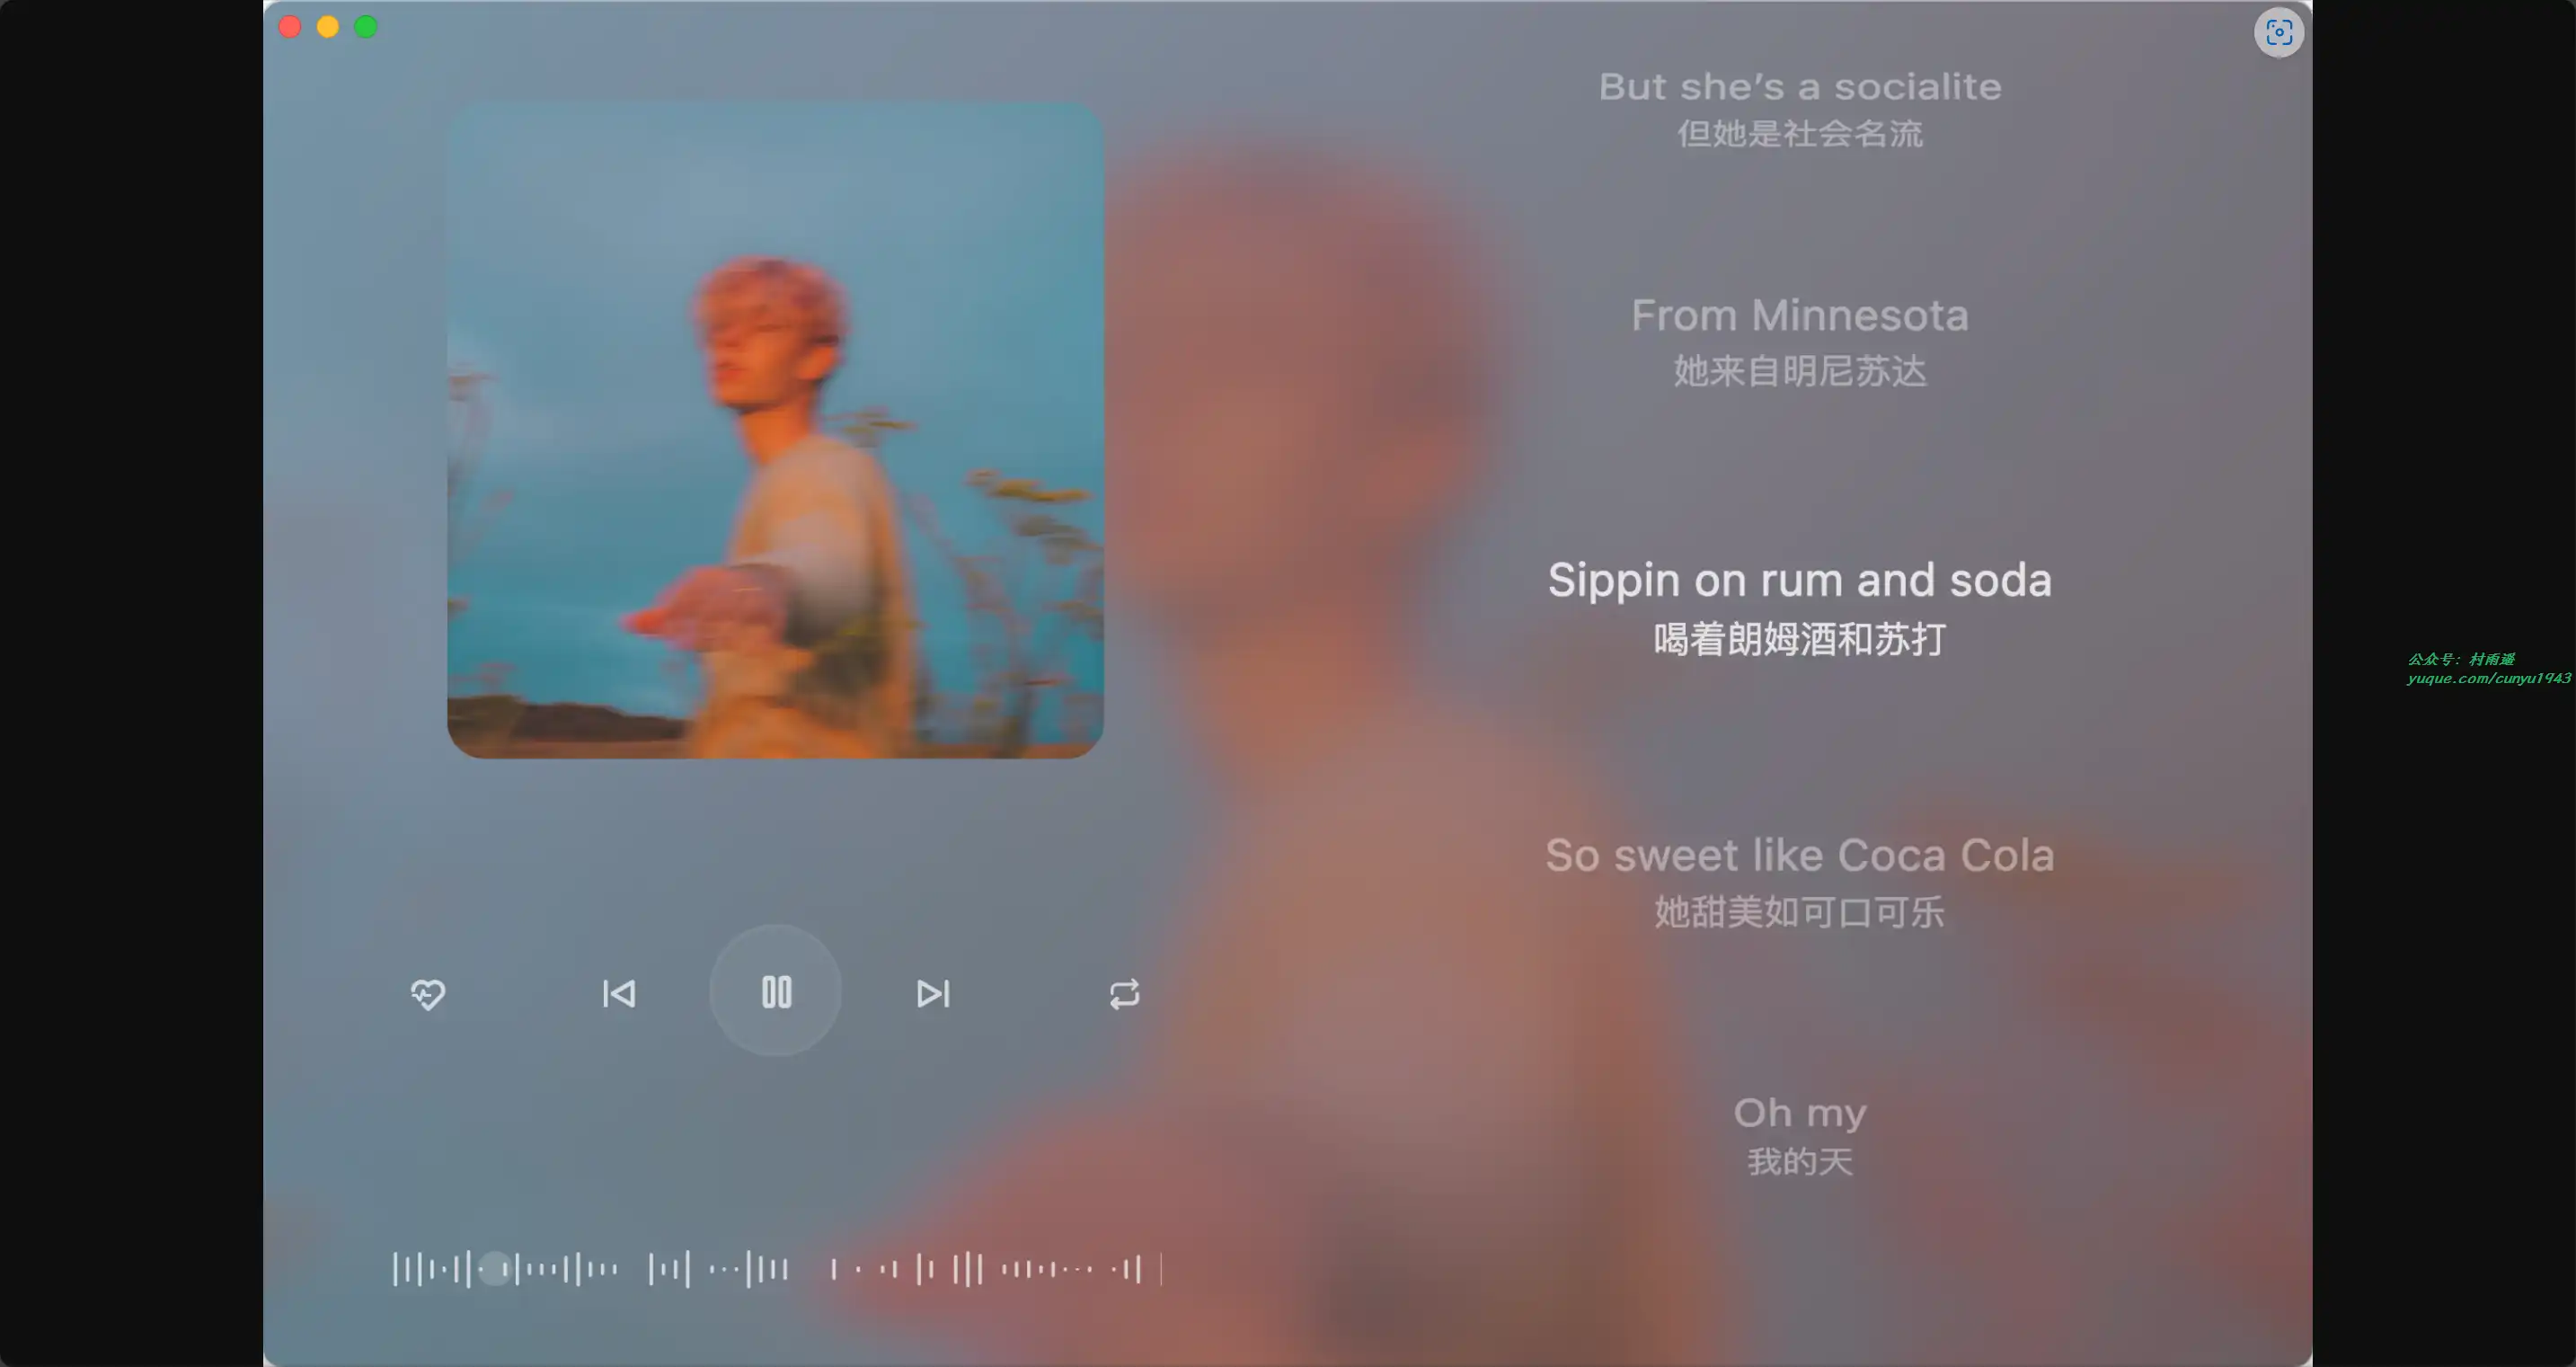 But she's a socialite
但她是社会名流
From Minnesota
她来自明尼苏达
Sippin on rum and soda
喝着朗姆酒和苏打
So sweet like Coca Cola
她甜美如可口可乐
Oh my
我的天
公众号：村雨遥
yuque.com/cunyu1943